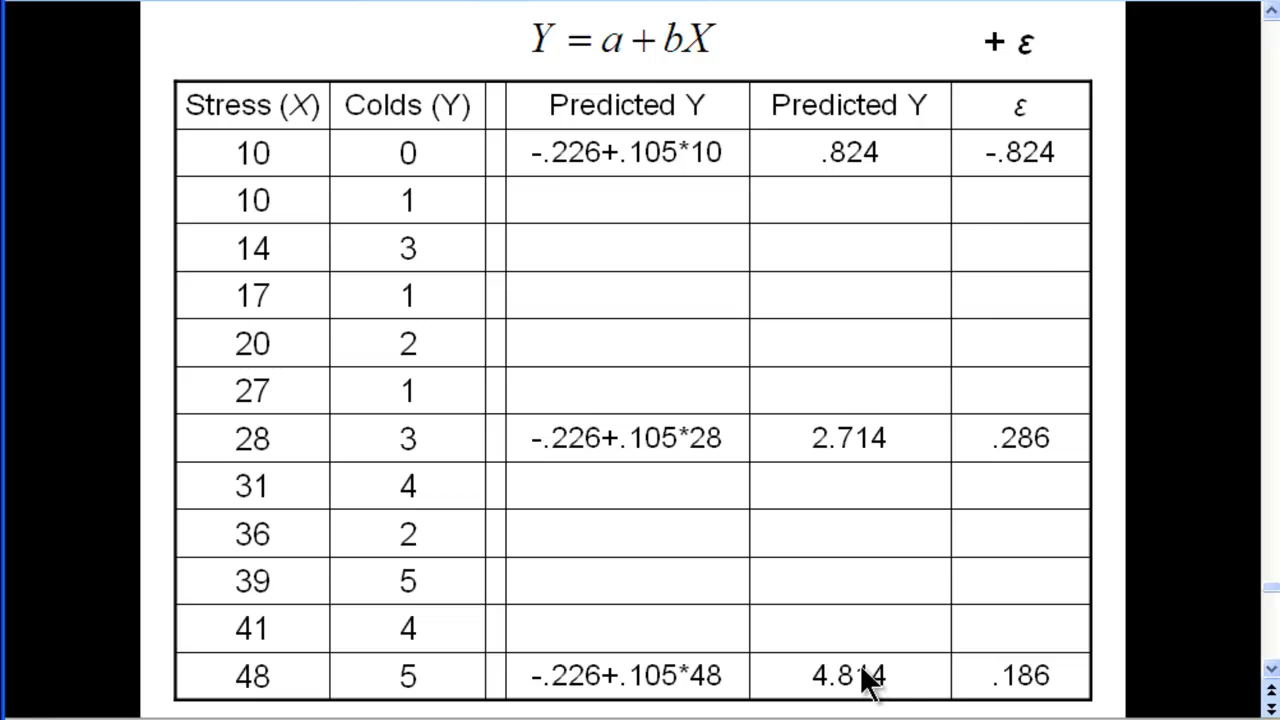 Y = a + bX + ε
Stress (X) Colds (Y) Predicted Y Predicted Y ε
10 0 -.226+.105*10 .824 -.824
10 1
14 3
17 1
20 2
27 1
28 3 -.226+.105*28 2.714 .286
31 4
36 2
39 5
41 4
48 5 -.226+.105*48 4.814 .186